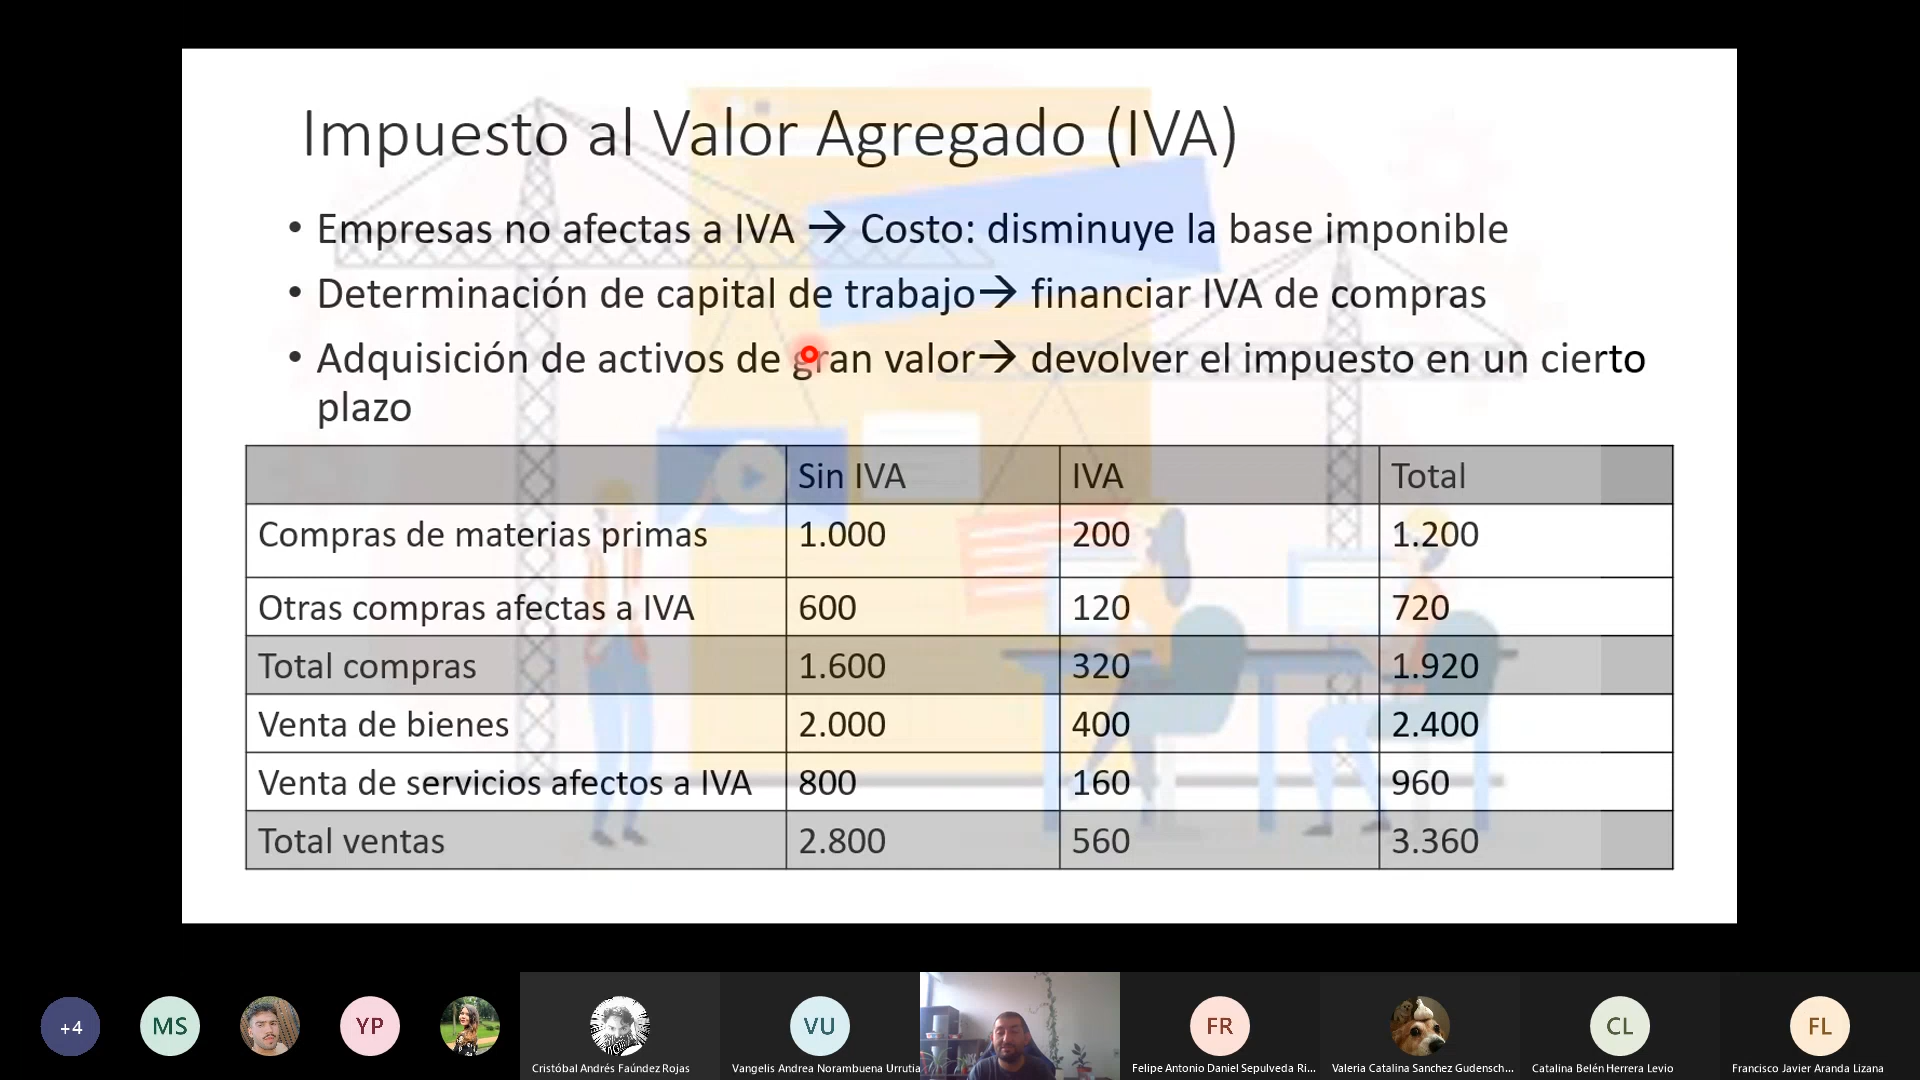 Impuesto al Valor Agregado (IVA)
• Empresas no afectas a IVA → Costo: disminuye la base imponible
• Determinación de capital de trabajo→ financiar IVA de compras
• Adquisición de activos de gran valor→ devolver el impuesto en un cierto
plazo
Sin IVA IVA Total
Compras de materias primas 1.000 200 1.200
Otras compras afectas a IVA 600 120 720
Total compras 1.600 320 1.920
Venta de bienes 2.000 400 2.400
Venta de servicios afectos a IVA 800 160 960
Total ventas 2.800 560 3.360
+4 MS YP VU FR CL FL
Cristóbal Andrés Faúndez Rojas Vangelis Andrea Norambuena Urrutia Felipe Antonio Daniel Sepulveda Ri... Valeria Catalina Sanchez Gudensch... Catalina Belén Herrera Levio Francisco Javier Aranda Lizana